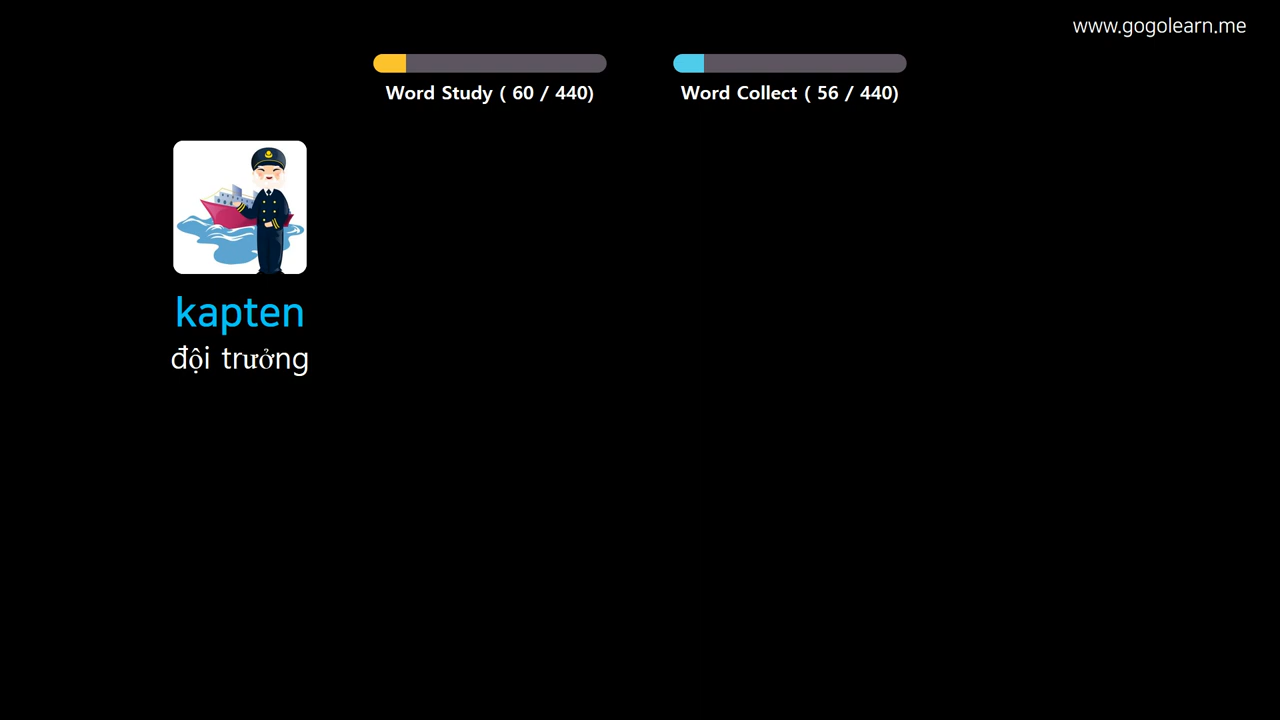 www.gogolearn.me
Word Study ( 60 / 440)
Word Collect ( 56 / 440)
kapten
đội trưởng